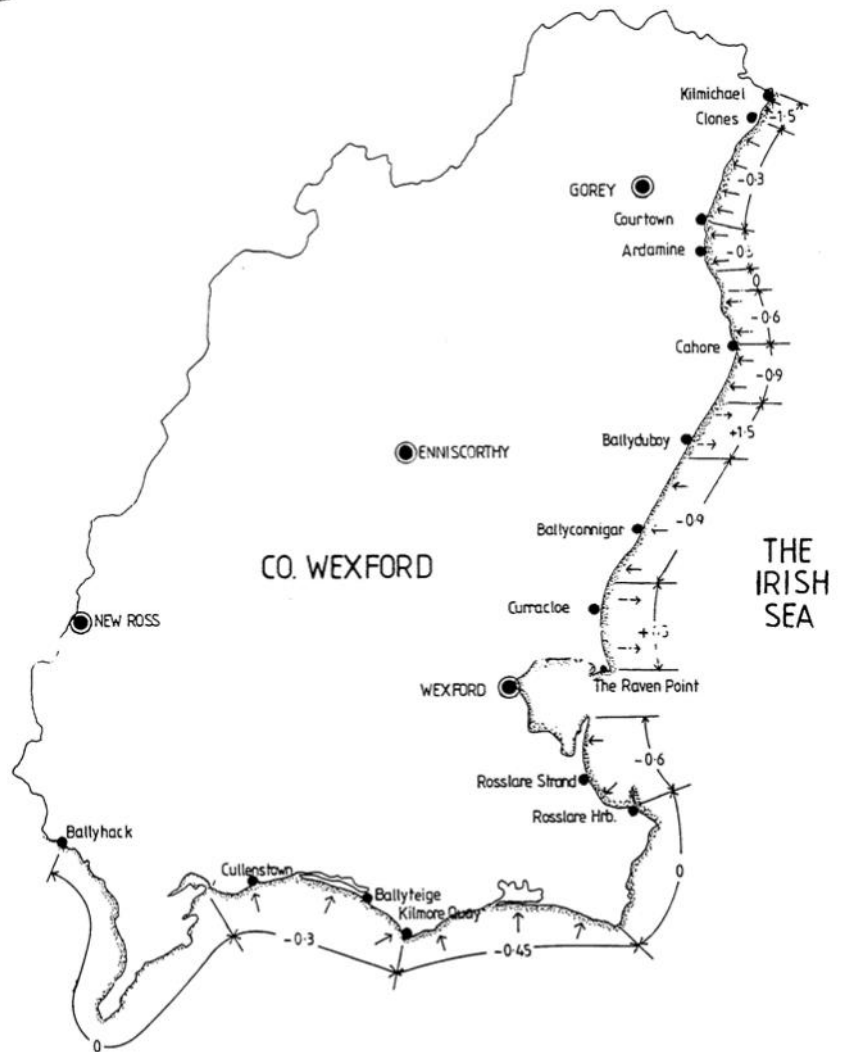 Kilmichael
Clones
-1·5
-0·3
GOREY
Courtown
Ardamine
0
-0·6
Cahore
-0·9
Ballyduboy
+1·5
ENNISCORTHY
-0·9
Ballyconnigar
CO. WEXFORD
THE
IRISH
SEA
Curracloe
NEW ROSS
WEXFORD
The Raven Point
-0·6
Rosslare Strand
Rosslare Hrb.
Ballyhack
0
Cullenstown
Ballyteige
Kilmore Quay
-0·3
-0·45
0